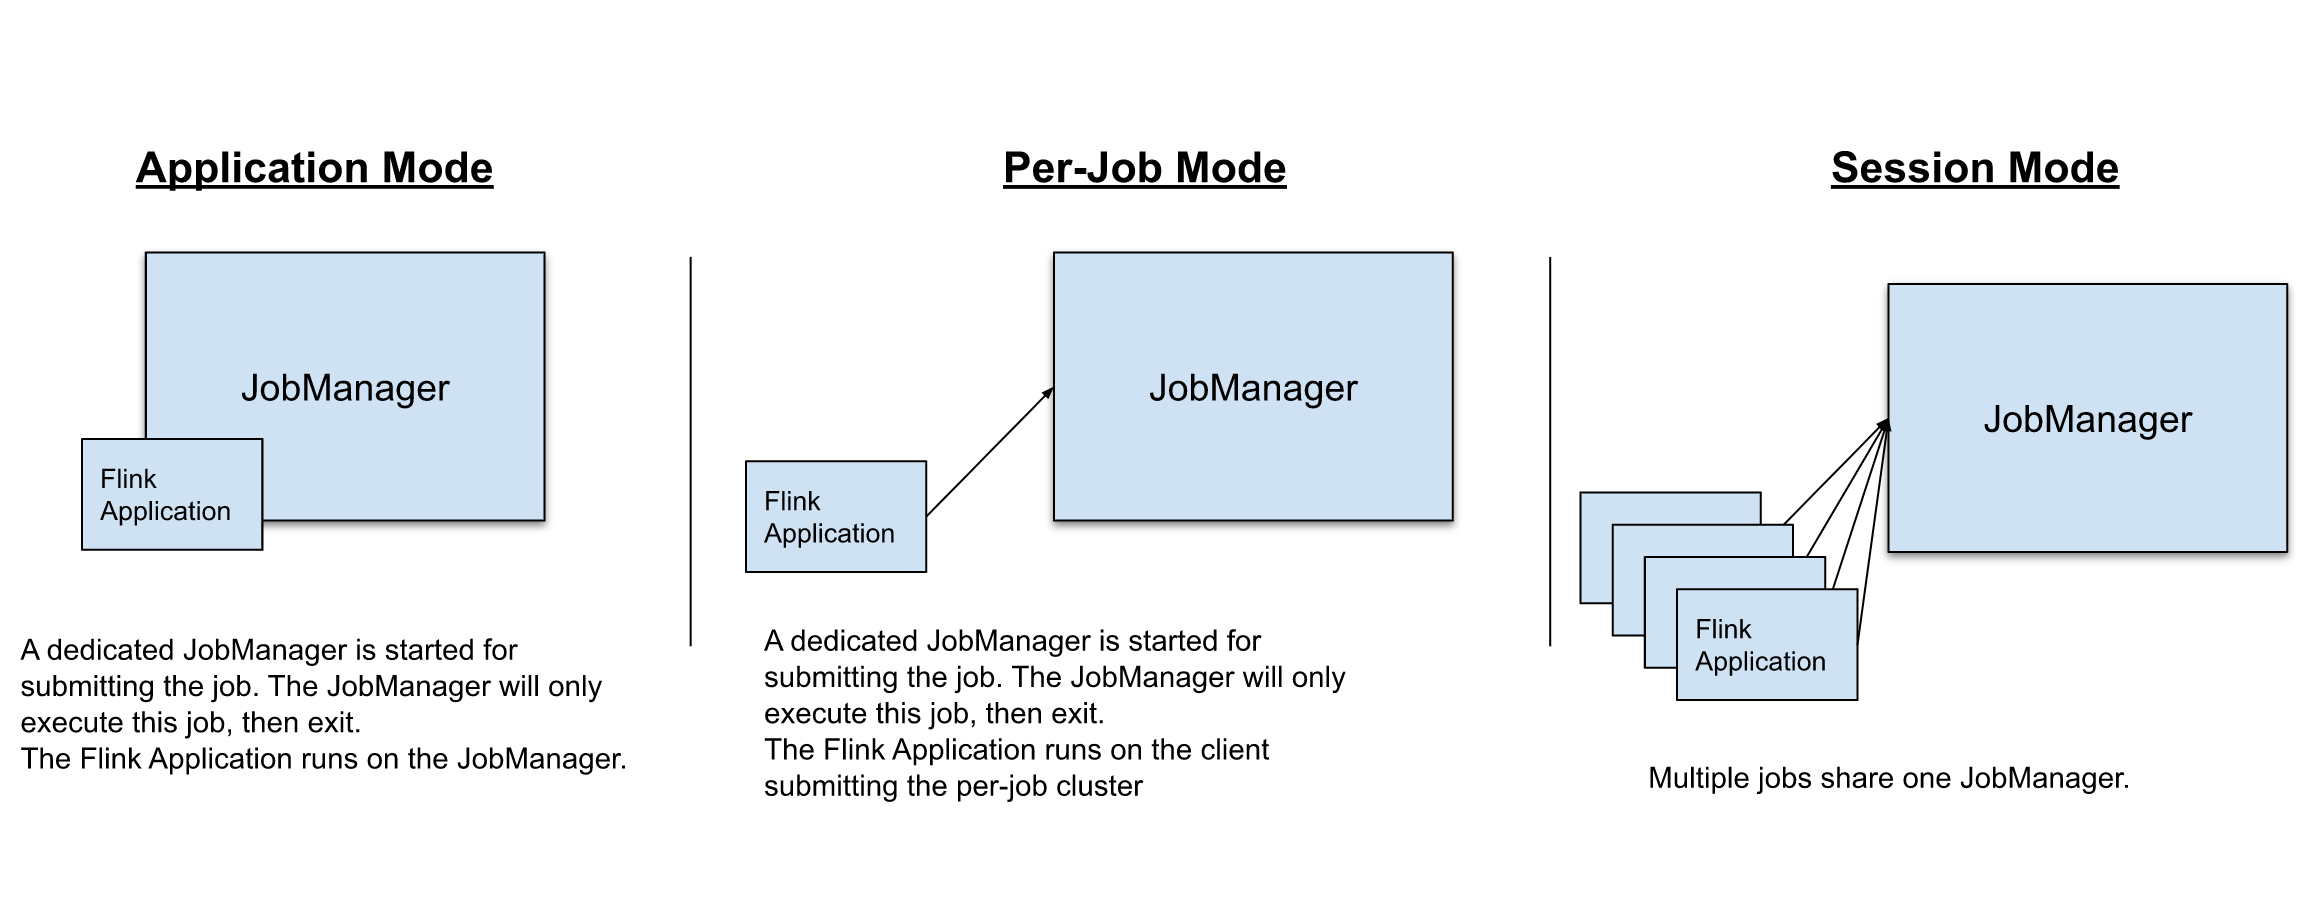 Application Mode
JobManager
Flink
Application
A dedicated JobManager is started for
submitting the job. The JobManager will only
execute this job, then exit.
The Flink Application runs on the JobManager.
Per-Job Mode
JobManager
Flink
Application
A dedicated JobManager is started for
submitting the job. The JobManager will only
execute this job, then exit.
The Flink Application runs on the client
submitting the per-job cluster
Session Mode
JobManager
Flink
Application
Multiple jobs share one JobManager.